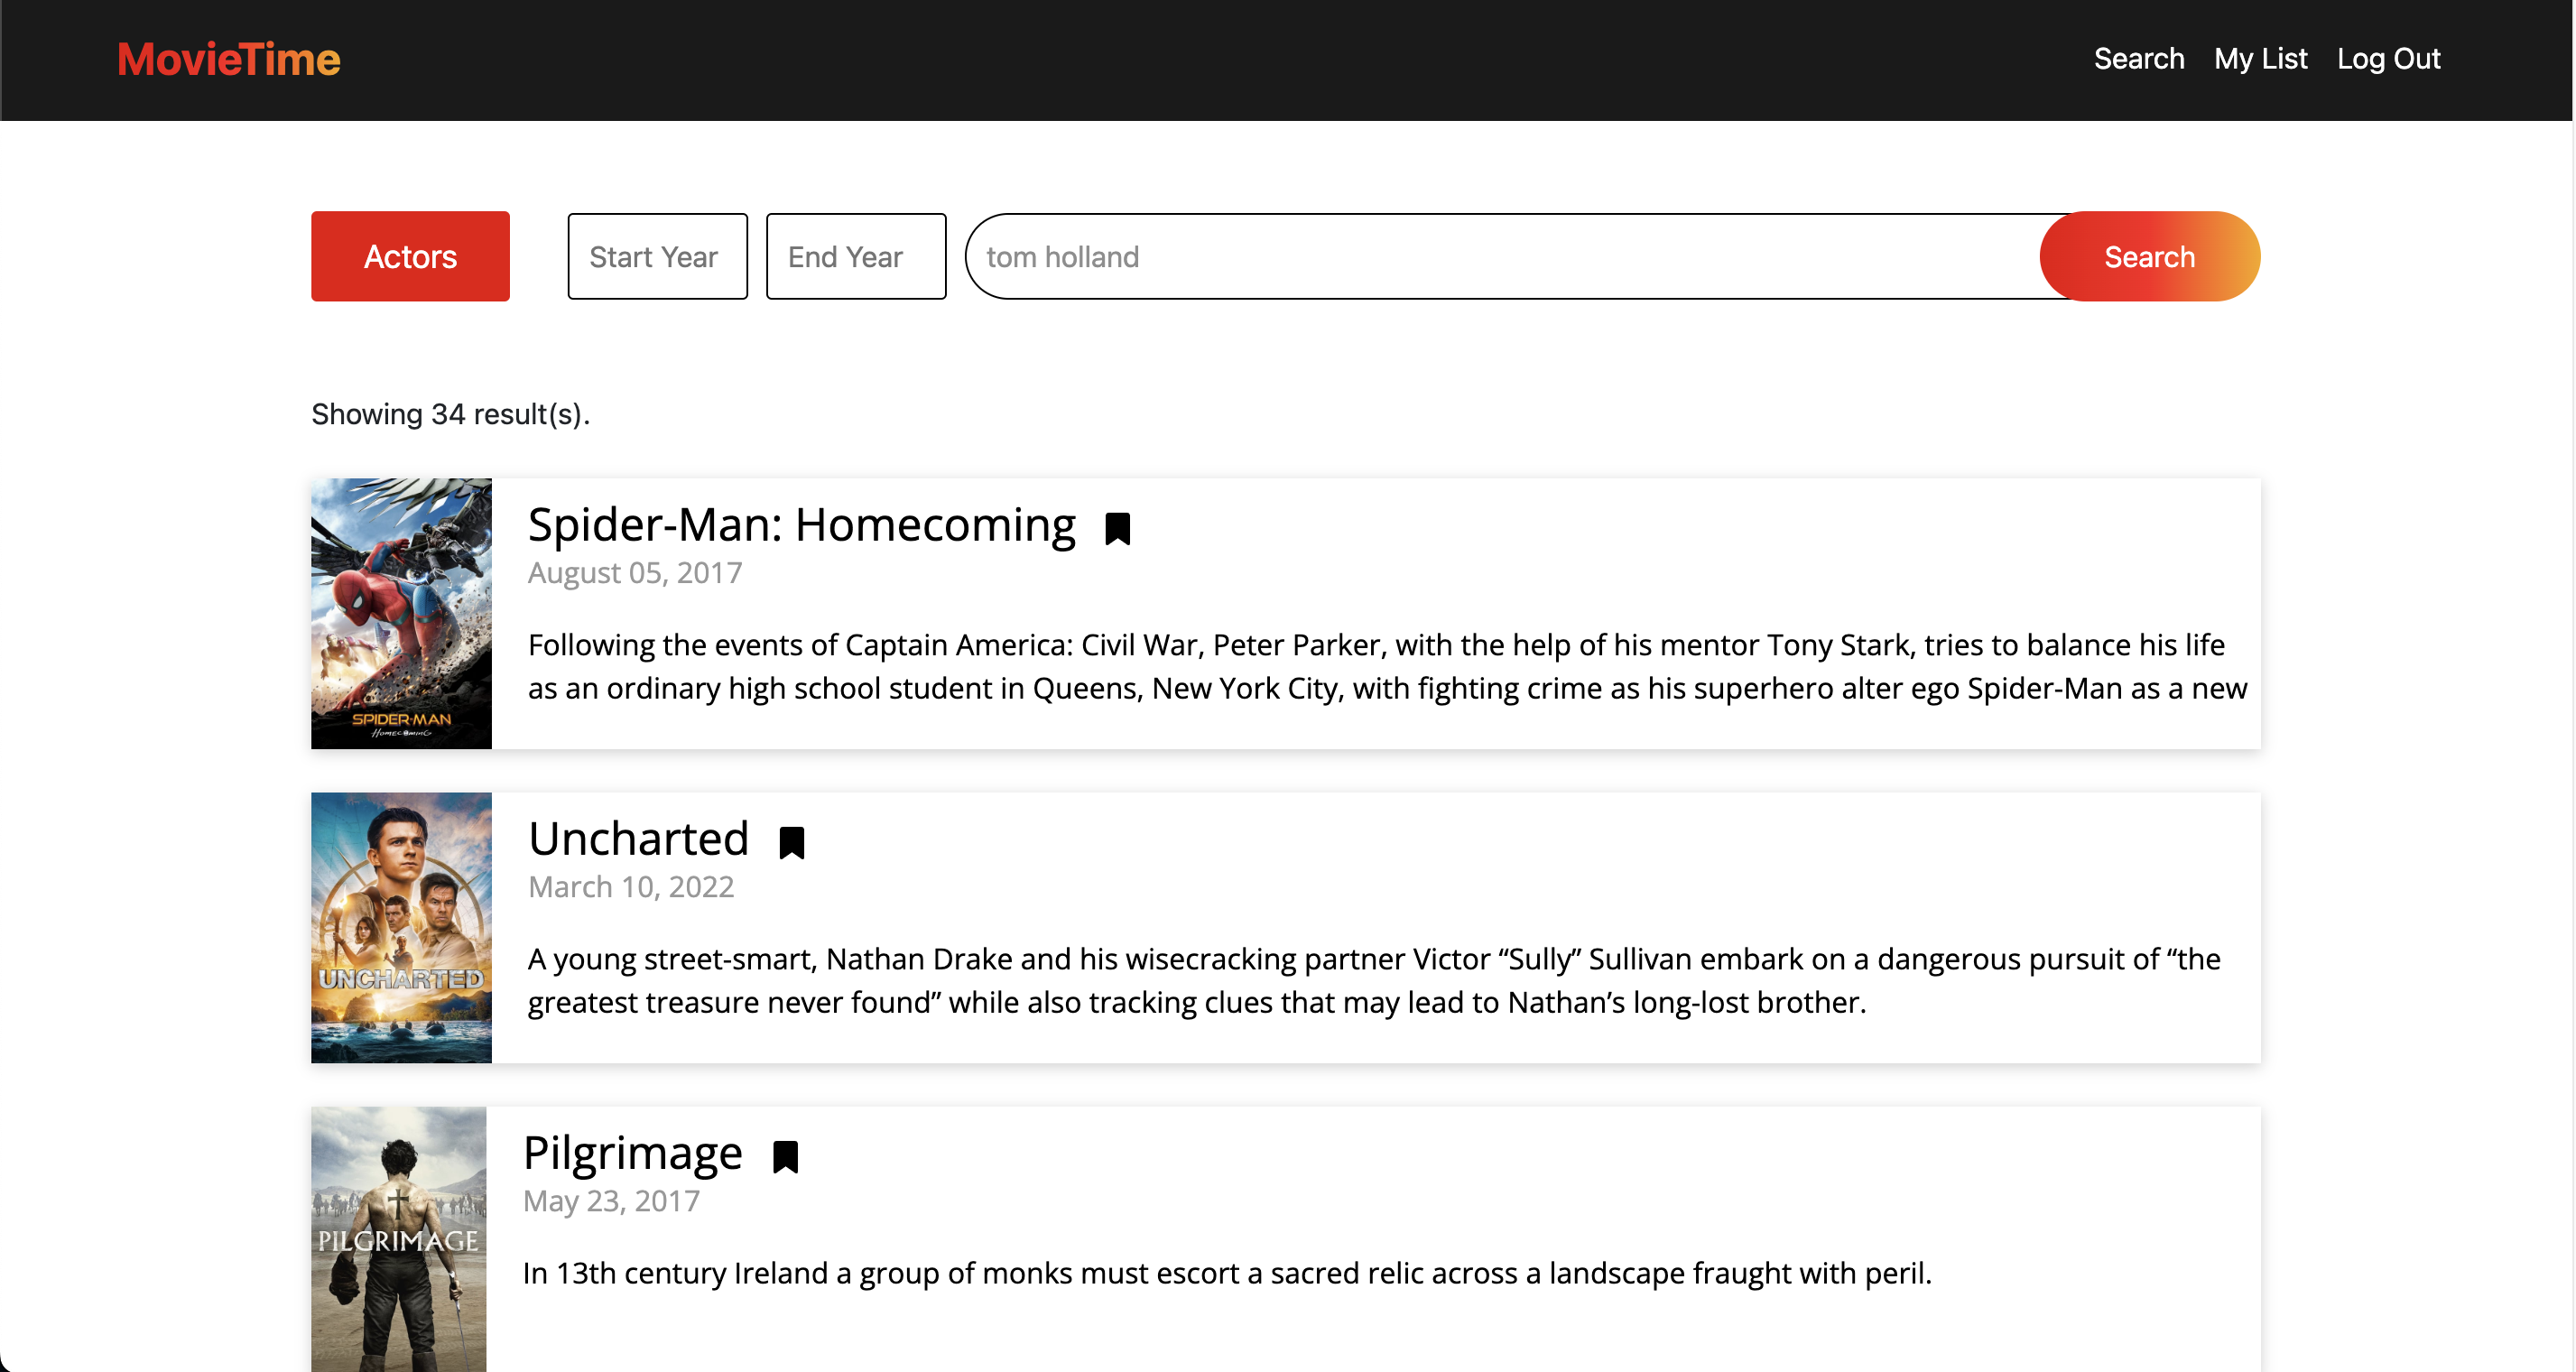 MovieTime
Search My List Log Out
Actors
Start Year
End Year
tom holland
Search
Showing 34 result(s).
SPIDER-MAN
HOMECOMING
Spider-Man: Homecoming
August 05, 2017
Following the events of Captain America: Civil War, Peter Parker, with the help of his mentor Tony Stark, tries to balance his life
as an ordinary high school student in Queens, New York City, with fighting crime as his superhero alter ego Spider-Man as a new
UNCHARTED
Uncharted
March 10, 2022
A young street-smart, Nathan Drake and his wisecracking partner Victor “Sully” Sullivan embark on a dangerous pursuit of “the
greatest treasure never found” while also tracking clues that may lead to Nathan’s long-lost brother.
PILGRIMAGE
Pilgrimage
May 23, 2017
In 13th century Ireland a group of monks must escort a sacred relic across a landscape fraught with peril.